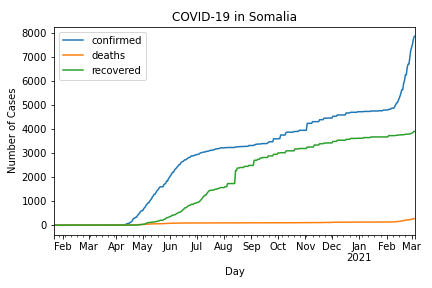 COVID-19 in Somalia
confirmed
deaths
recovered
Number of Cases
8000
7000
6000
5000
4000
3000
2000
1000
0
Feb Mar Apr May Jun Jul Aug Sep Oct Nov Dec Jan Feb Mar
2021
Day